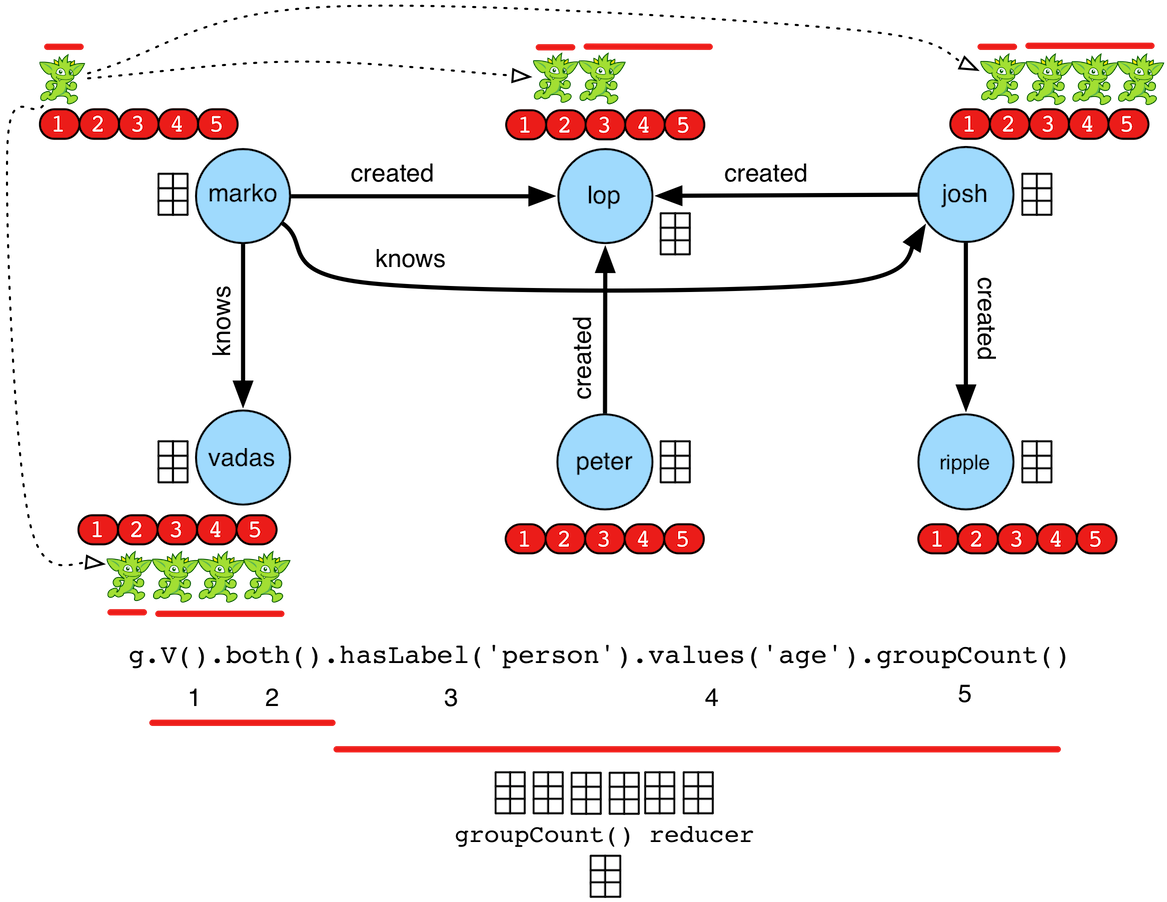 1 2 3 4 5
1 2 3 4 5
1 2 3 4 5
marko
created
lop
created
josh
knows
knows
created
created
vadas
peter
ripple
1 2 3 4 5
1 2 3 4 5
1 2 3 4 5
g.V().both().hasLabel('person').values('age').groupCount()
1 2 3 4 5
groupCount() reducer